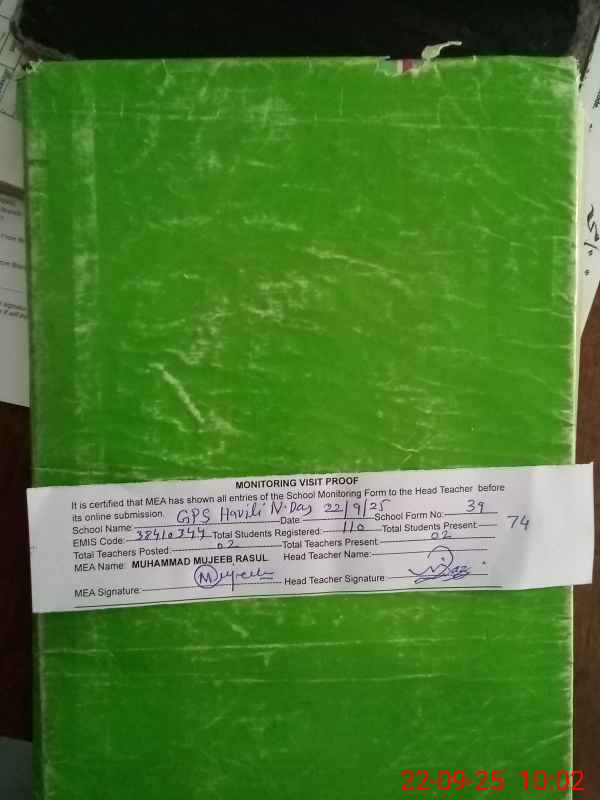 MONITORING VISIT PROOF
It is certified that MEA has shown all entries of the School Monitoring Form to the Head Teacher before
its online submission.
School Name: GPS Havili N.Das Date: 22/9/25 School Form No: 39
EMIS Code: 38410344 Total Students Registered: 110 Total Students Present: 74
Total Teachers Posted: 02 Total Teachers Present: 02
MEA Name: MUHAMMAD MUJEEB RASUL Head Teacher Name:
MEA Signature: Mujeeb Head Teacher Signature
22-09-25 10:02